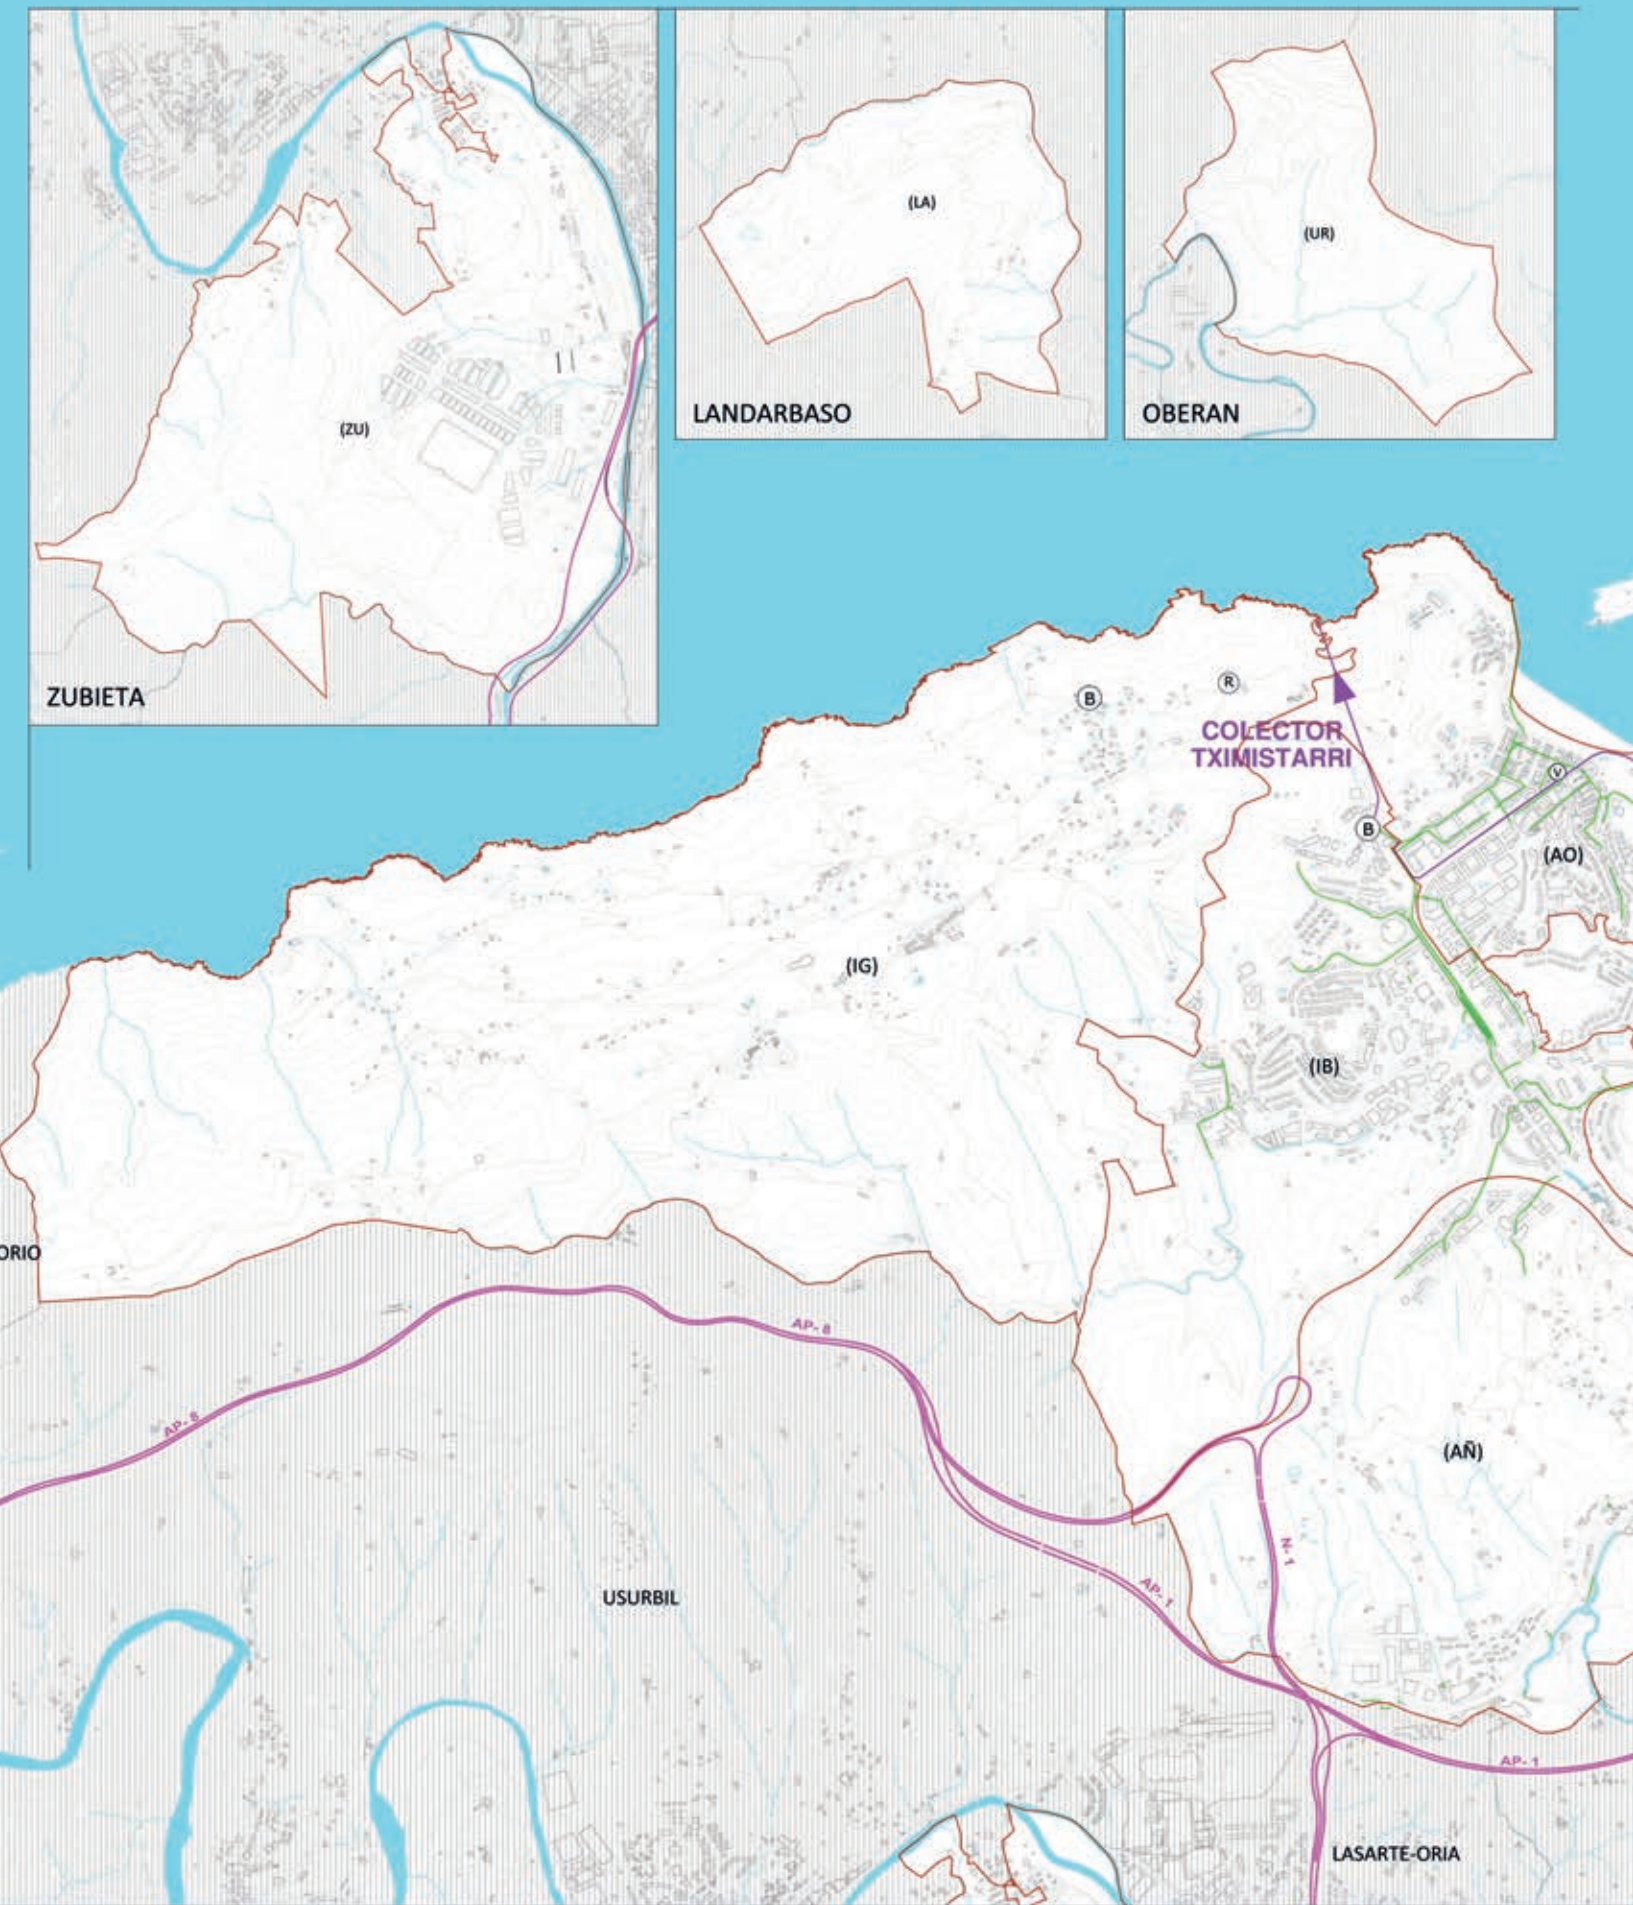 (ZU)
ZUBIETA
(LA)
LANDARBASO
(UR)
OBERAN
B
R
COLECTOR
TXIMISTARRI
V
B
(AO)
(IG)
(IB)
ORIO
AP-8
AP-8
(AÑ)
N-1
AP-1
USURBIL
AP-1
LASARTE-ORIA